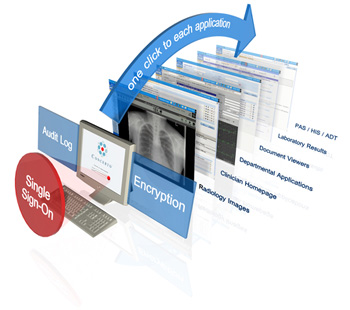 one click to each application
Audit Log
Single
Sign-On
Encryption
PAS / HIS / ADT
Laboratory Results
Document Viewers
Departmental Applications
Clinician Homepage
Radiology Images